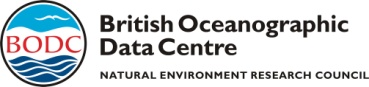 BODC
British Oceanographic
Data Centre
NATURAL ENVIRONMENT RESEARCH COUNCIL